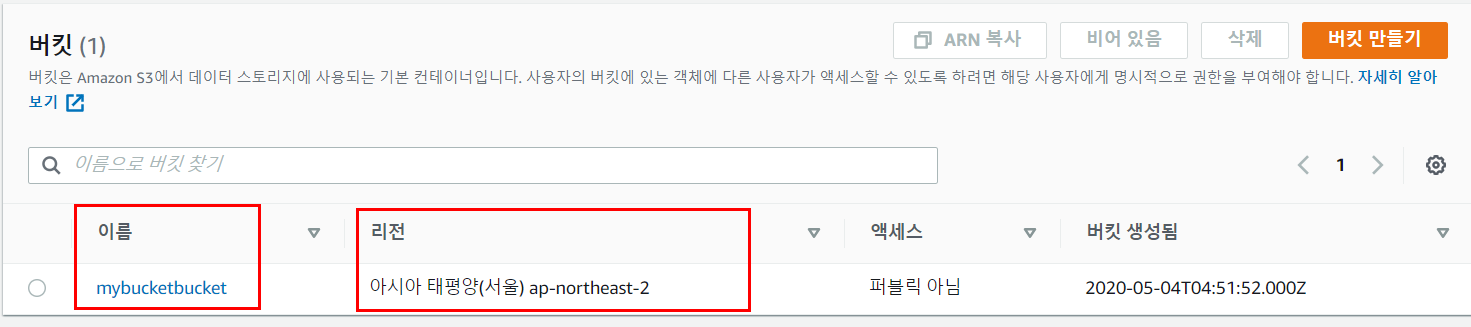 버킷 (1)
ARN 복사
비어 있음
삭제
버킷 만들기
버킷은 Amazon S3에서 데이터 스토리지에 사용되는 기본 컨테이너입니다. 사용자의 버킷에 있는 객체에 다른 사용자가 액세스할 수 있도록 하려면 해당 사용자에게 명시적으로 권한을 부여해야 합니다. 자세히 알아
보기
이름으로 버킷 찾기
1
이름
리전
액세스
버킷 생성됨
mybucketbucket
아시아 태평양(서울) ap-northeast-2
퍼블릭 아님
2020-05-04T04:51:52.000Z